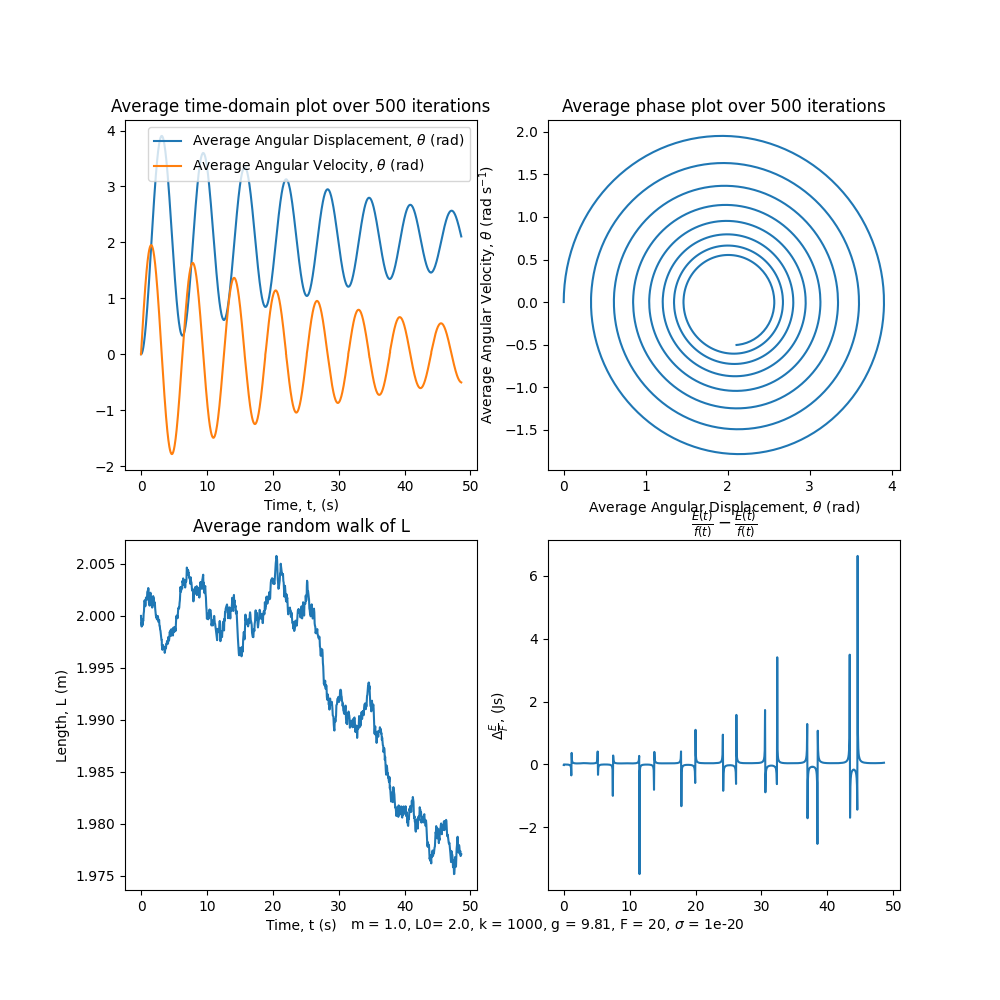 Average time-domain plot over 500 iterations
4
3
2
1
0
−1
−2
Average Angular Displacement, θ (rad)
Average Angular Velocity, θ (rad)
0 10 20 30 40 50
Time, t, (s)
Average phase plot over 500 iterations
Average Angular Velocity, θ (rad s⁻¹)
2.0
1.5
1.0
0.5
0.0
−0.5
−1.0
−1.5
0 1 2 3 4
Average Angular Displacement, θ (rad)
Average random walk of L
Length, L (m)
2.005
2.000
1.995
1.990
1.985
1.980
1.975
0 10 20 30 40 50
Time, t (s)
E(t)/f(t) − E(t)/f(t)
Δ E/F, (Js)
6
4
2
0
−2
0 10 20 30 40 50
m = 1.0, L0= 2.0, k = 1000, g = 9.81, F = 20, σ = 1e-20